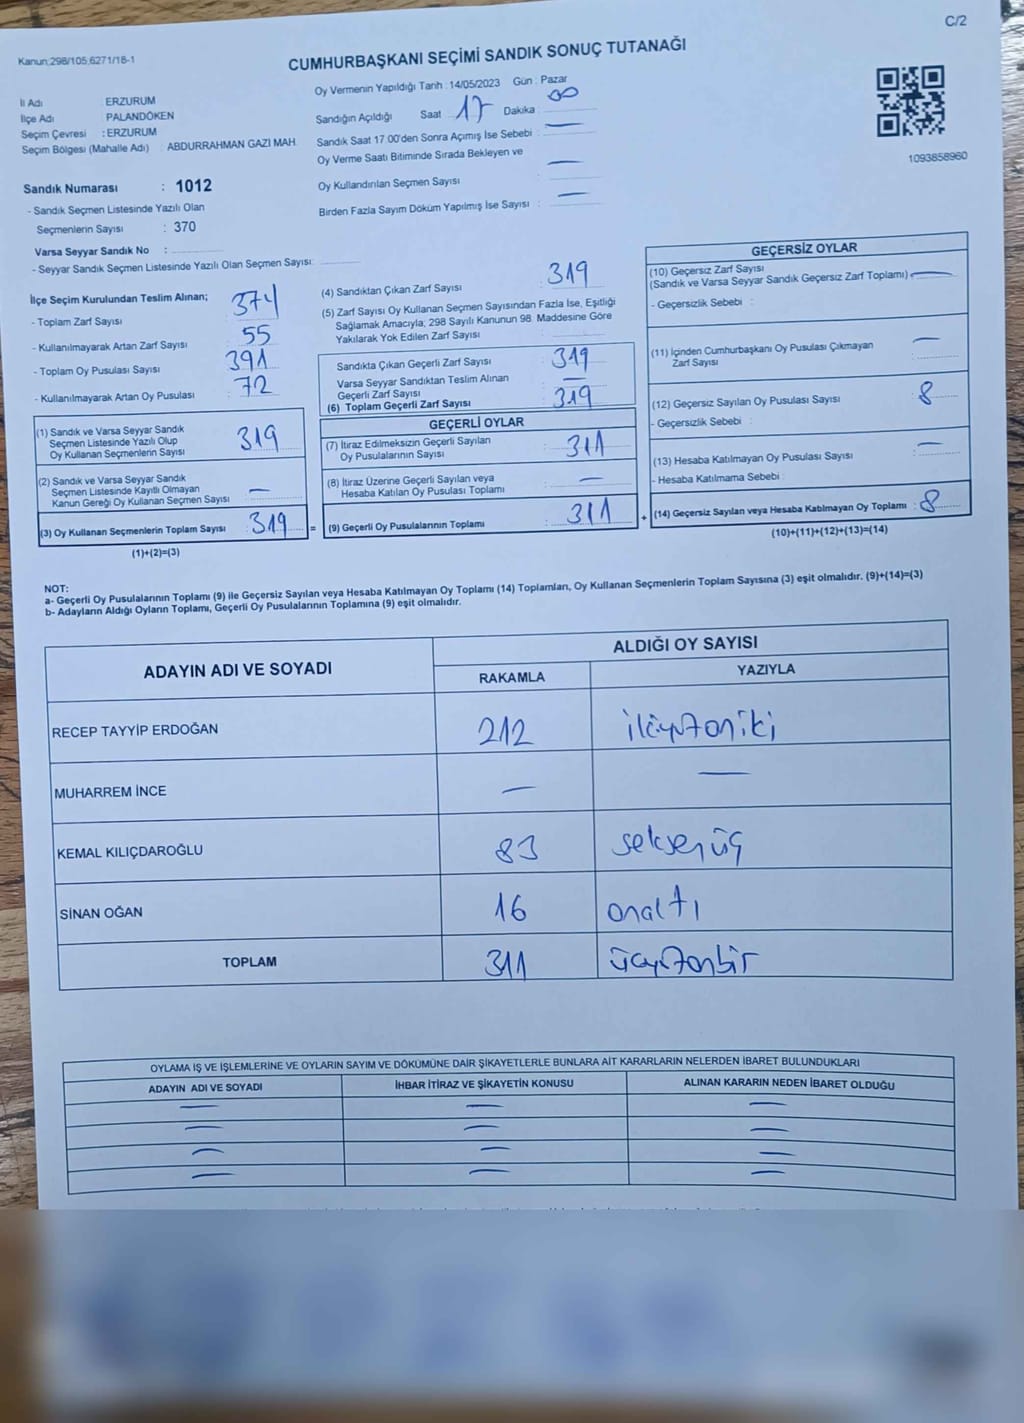 C/2
Kanun;298/105;6271/18-1
CUMHURBAŞKANI SEÇİMİ SANDIK SONUÇ TUTANAĞI
İl Adı : ERZURUM
İlçe Adı : PALANDÖKEN
Seçim Çevresi : ERZURUM
Seçim Bölgesi (Mahalle Adı) : ABDURRAHMAN GAZI MAH.
Sandık Numarası : 1012
- Sandık Seçmen Listesinde Yazılı Olan
Seçmenlerin Sayısı : 370
Varsa Seyyar Sandık No :
- Seyyar Sandık Seçmen Listesinde Yazılı Olan Seçmen Sayısı:
Oy Vermenin Yapıldığı Tarih : 14/05/2023 Gün : Pazar
Sandığın Açıldığı Saat 17 Dakika : 00
Sandık Saat 17.00'den Sonra Açımış İse Sebebi : —
Oy Verme Saati Bitiminde Sırada Bekleyen ve
Oy Kullandırılan Seçmen Sayısı : —
Birden Fazla Sayım Döküm Yapılmış İse Sayısı : —
1093858960
İlçe Seçim Kurulundan Teslim Alınan;
- Toplam Zarf Sayısı : 374
- Kullanılmayarak Artan Zarf Sayısı : 55
- Toplam Oy Pusulası Sayısı : 391
- Kullanılmayarak Artan Oy Pusulası : 72
(1) Sandık ve Varsa Seyyar Sandık
Seçmen Listesinde Yazılı Olup
Oy Kullanan Seçmenlerin Sayısı 319
(2) Sandık ve Varsa Seyyar Sandık
Seçmen Listesinde Kayıtlı Olmayan
Kanun Gereği Oy Kullanan Seçmen Sayısı —
(3) Oy Kullanan Seçmenlerin Toplam Sayısı : 319 =
(1)+(2)=(3)
(4) Sandıktan Çıkan Zarf Sayısı : 319
(5) Zarf Sayısı Oy Kullanan Seçmen Sayısından Fazla İse, Eşitliği
Sağlamak Amacıyla; 298 Sayılı Kanunun 98. Maddesine Göre
Yakılarak Yok Edilen Zarf Sayısı :
Sandıkta Çıkan Geçerli Zarf Sayısı : 319
Varsa Seyyar Sandıktan Teslim Alınan
Geçerli Zarf Sayısı : —
(6) Toplam Geçerli Zarf Sayısı : 319
GEÇERLİ OYLAR
(7) İtiraz Edilmeksizin Geçerli Sayılan
Oy Pusulalarının Sayısı : 311
(8) İtiraz Üzerine Geçerli Sayılan veya
Hesaba Katılan Oy Pusulası Toplamı : —
(9) Geçerli Oy Pusulalarının Toplamı : 311 +
GEÇERSİZ OYLAR
(10) Geçersiz Zarf Sayısı
(Sandık ve Varsa Seyyar Sandık Geçersiz Zarf Toplamı) : —
- Geçersizlik Sebebi :
(11) İçinden Cumhurbaşkanı Oy Pusulası Çıkmayan
Zarf Sayısı : —
(12) Geçersiz Sayılan Oy Pusulası Sayısı : 8
- Geçersizlik Sebebi :
(13) Hesaba Katılmayan Oy Pusulası Sayısı : —
- Hesaba Katılmama Sebebi :
(14) Geçersiz Sayılan veya Hesaba Katılmayan Oy Toplamı : 8
(10)+(11)+(12)+(13)=(14)
NOT:
a- Geçerli Oy Pusulalarının Toplamı (9) ile Geçersiz Sayılan veya Hesaba Katılmayan Oy Toplamı (14) Toplamları, Oy Kullanan Seçmenlerin Toplam Sayısına (3) eşit olmalıdır. (9)+(14)=(3)
b- Adayların Aldığı Oyların Toplamı, Geçerli Oy Pusulalarının Toplamına (9) eşit olmalıdır.
ADAYIN ADI VE SOYADI ALDIĞI OY SAYISI
RAKAMLA YAZIYLA
RECEP TAYYİP ERDOĞAN 212 ikiyüzoniki
MUHARREM İNCE — —
KEMAL KILIÇDAROĞLU 83 seksenüç
SİNAN OĞAN 16 onaltı
TOPLAM 311 üçyüzonbir
OYLAMA İŞ VE İŞLEMLERİNE VE OYLARIN SAYIM VE DÖKÜMÜNE DAİR ŞİKAYETLERLE BUNLARA AİT KARARLARIN NELERDEN İBARET BULUNDUKLARI
ADAYIN ADI VE SOYADI İHBAR İTİRAZ VE ŞİKAYETİN KONUSU ALINAN KARARIN NEDEN İBARET OLDUĞU
— — —
— — —
— — —
— — —